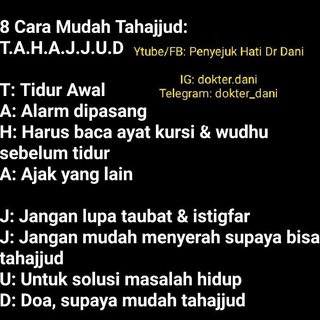 8 Cara Mudah Tahajjud:
T.A.H.A.J.J.U.D
Ytube/FB: Penyejuk Hati Dr Dani
IG: dokter.dani
Telegram: dokter_dani
T: Tidur Awal
A: Alarm dipasang
H: Harus baca ayat kursi & wudhu
sebelum tidur
A: Ajak yang lain
J: Jangan lupa taubat & istigfar
J: Jangan mudah menyerah supaya bisa
tahajjud
U: Untuk solusi masalah hidup
D: Doa, supaya mudah tahajjud